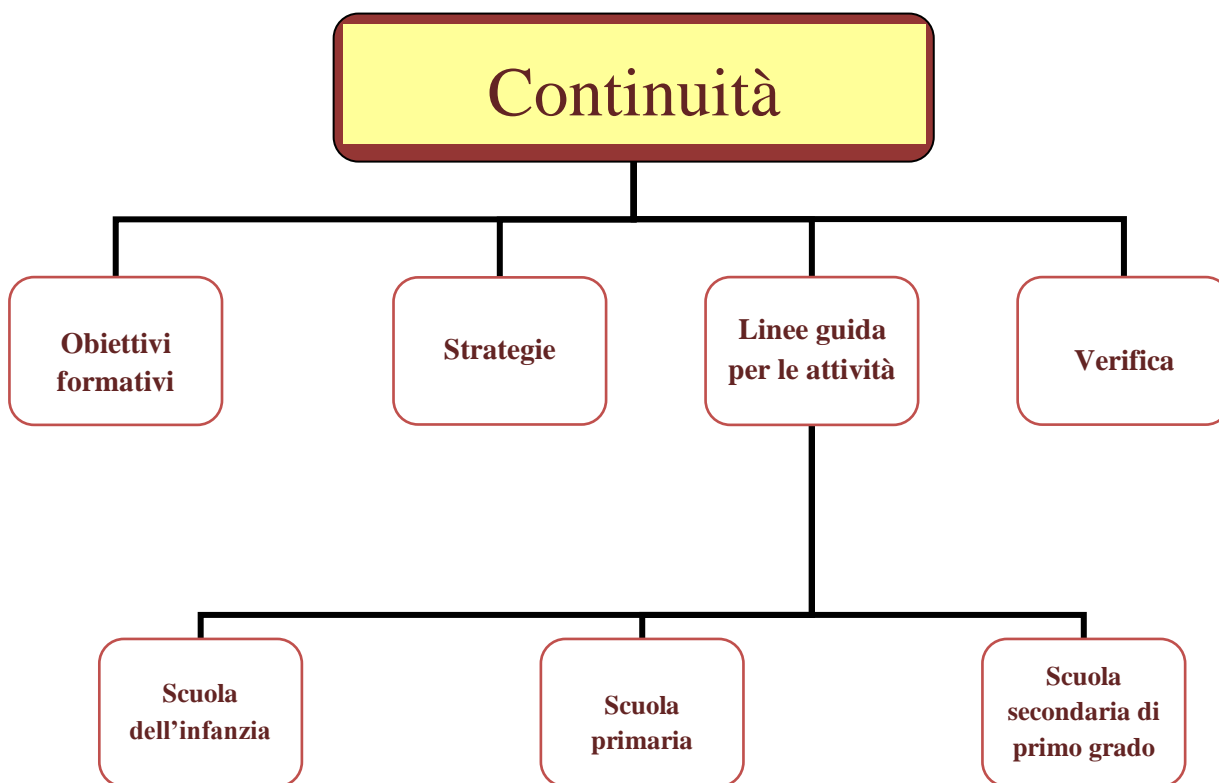 Continuità
Obiettivi
formativi
Strategie
Linee guida
per le attività
Verifica
Scuola
dell’infanzia
Scuola
primaria
Scuola
secondaria di
primo grado